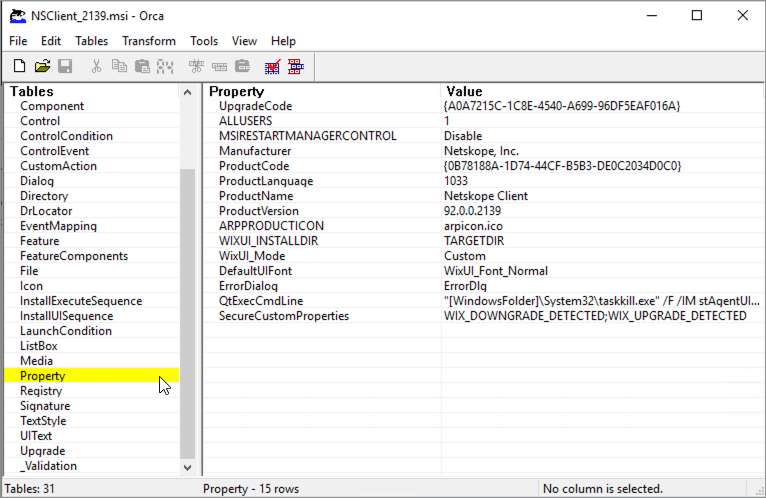 NSClient_2139.msi - Orca
File Edit Tables Transform Tools View Help
Tables
Component
Control
ControlCondition
ControlEvent
CustomAction
Dialog
Directory
DrLocator
EventMapping
Feature
FeatureComponents
File
Icon
InstallExecuteSequence
InstallUISequence
LaunchCondition
ListBox
Media
Property
Registry
Signature
TextStyle
UIText
Upgrade
_Validation
Property Value
UpgradeCode {A0A7215C-1C8E-4540-A699-96DF5EAF016A}
ALLUSERS 1
MSIRESTARTMANAGERCONTROL Disable
Manufacturer Netskope, Inc.
ProductCode {0B78188A-1D74-44CF-B5B3-DE0C2034D0C0}
ProductLanguage 1033
ProductName Netskope Client
ProductVersion 92.0.0.2139
ARPPRODUCTICON arpicon.ico
WIXUI_INSTALLDIR TARGETDIR
WixUI_Mode Custom
DefaultUIFont WixUI_Font_Normal
ErrorDialog ErrorDlg
QtExecCmdLine "[WindowsFolder]\System32\taskkill.exe" /F /IM stAgentUI...
SecureCustomProperties WIX_DOWNGRADE_DETECTED;WIX_UPGRADE_DETECTED
Tables: 31 Property - 15 rows No column is selected.